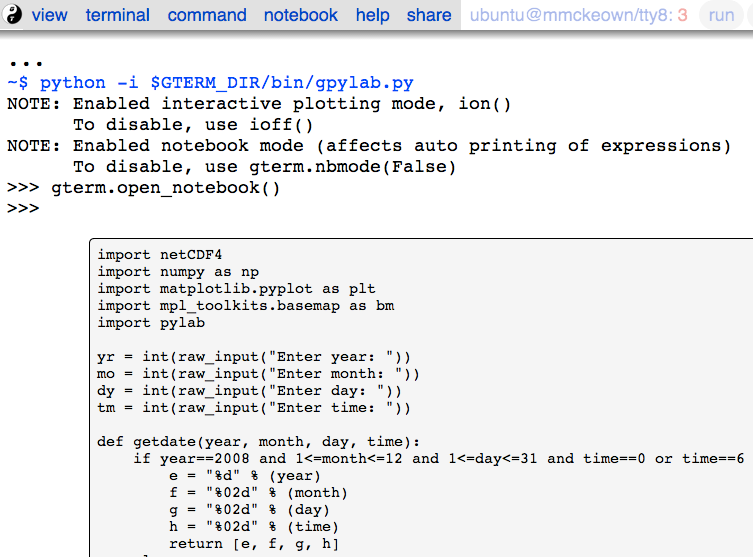 view terminal command notebook help share ubuntu@mmckeown/tty8: 3 run
...
~$ python -i $GTERM_DIR/bin/gpylab.py
NOTE: Enabled interactive plotting mode, ion()
      To disable, use ioff()
NOTE: Enabled notebook mode (affects auto printing of expressions)
      To disable, use gterm.nbmode(False)
>>> gterm.open_notebook()
>>>
import netCDF4
import numpy as np
import matplotlib.pyplot as plt
import mpl_toolkits.basemap as bm
import pylab

yr = int(raw_input("Enter year: "))
mo = int(raw_input("Enter month: "))
dy = int(raw_input("Enter day: "))
tm = int(raw_input("Enter time: "))

def getdate(year, month, day, time):
    if year==2008 and 1<=month<=12 and 1<=day<=31 and time==0 or time==6
        e = "%d" % (year)
        f = "%02d" % (month)
        g = "%02d" % (day)
        h = "%02d" % (time)
        return [e, f, g, h]